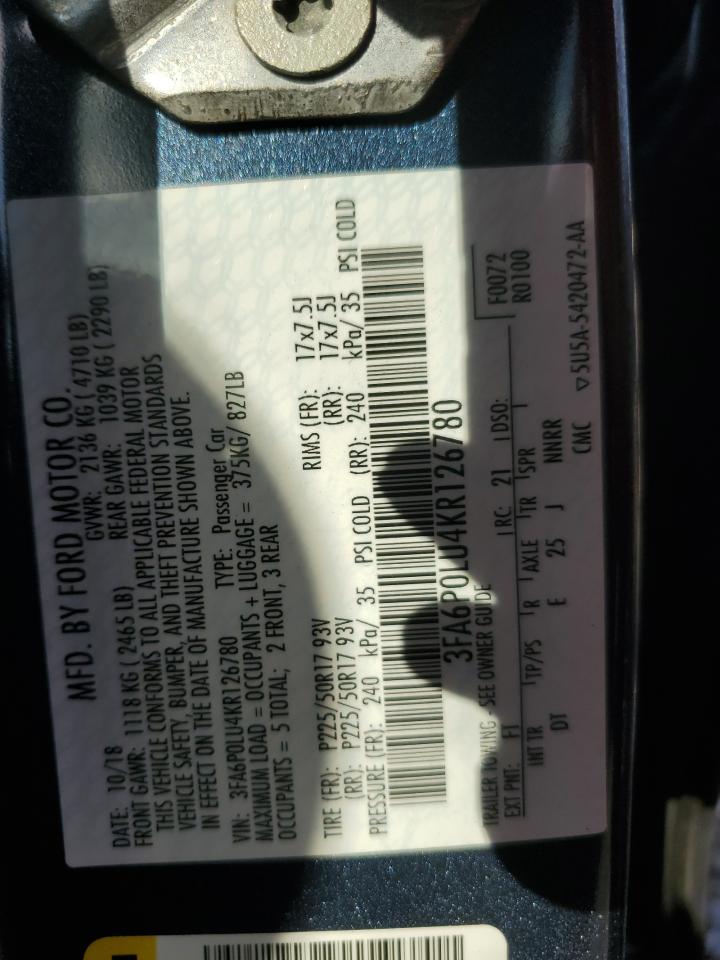 MFD. BY FORD MOTOR CO.
DATE: 10/18 GVWR: 2136 KG ( 4710 LB)
FRONT GAWR: 1118 KG ( 2465 LB) REAR GAWR: 1039 KG ( 2290 LB)
THIS VEHICLE CONFORMS TO ALL APPLICABLE FEDERAL MOTOR
VEHICLE SAFETY, BUMPER, AND THEFT PREVENTION STANDARDS
IN EFFECT ON THE DATE OF MANUFACTURE SHOWN ABOVE.
VIN: 3FA6P0LU4KR126780 TYPE: Passenger Car
MAXIMUM LOAD = OCCUPANTS + LUGGAGE = 375KG/ 827LB
OCCUPANTS = 5 TOTAL; 2 FRONT, 3 REAR
TIRE (FR): P225/50R17 93V RIMS (FR): 17x7.5J
(RR): P225/50R17 93V (RR): 17x7.5J
PRESSURE (FR): 240 kPa/ 35 PSI COLD (RR): 240 kPa/ 35 PSI COLD
3FA6P0LU4KR126780
F0072
R0100
TRAILER TOWING - SEE OWNER GUIDE
EXT PNT: FT RC: 21 DSO:
INT TR TP/PS R AXLE TR SPR
DT E 25 J NNRR
CMC ▽5U5A-5420472-AA